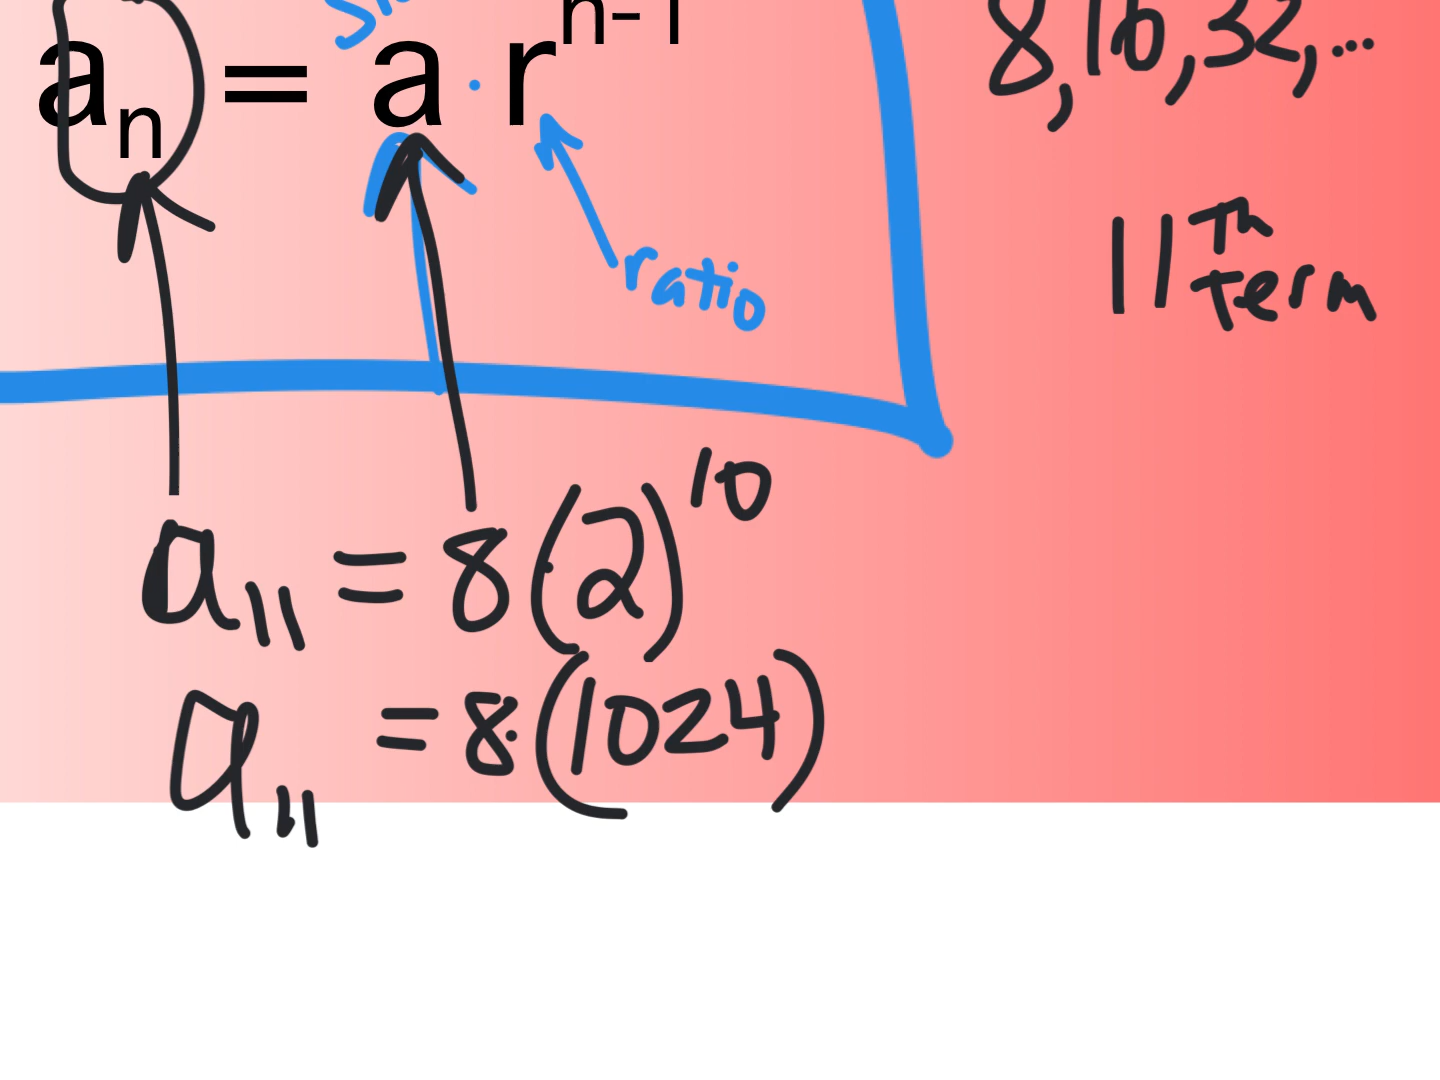 aₙ = a · rⁿ⁻¹
8, 16, 32, ...
ratio
11ᵀʰ
Term
a₁₁ = 8(2)¹⁰
a₁₁ = 8·(1024)